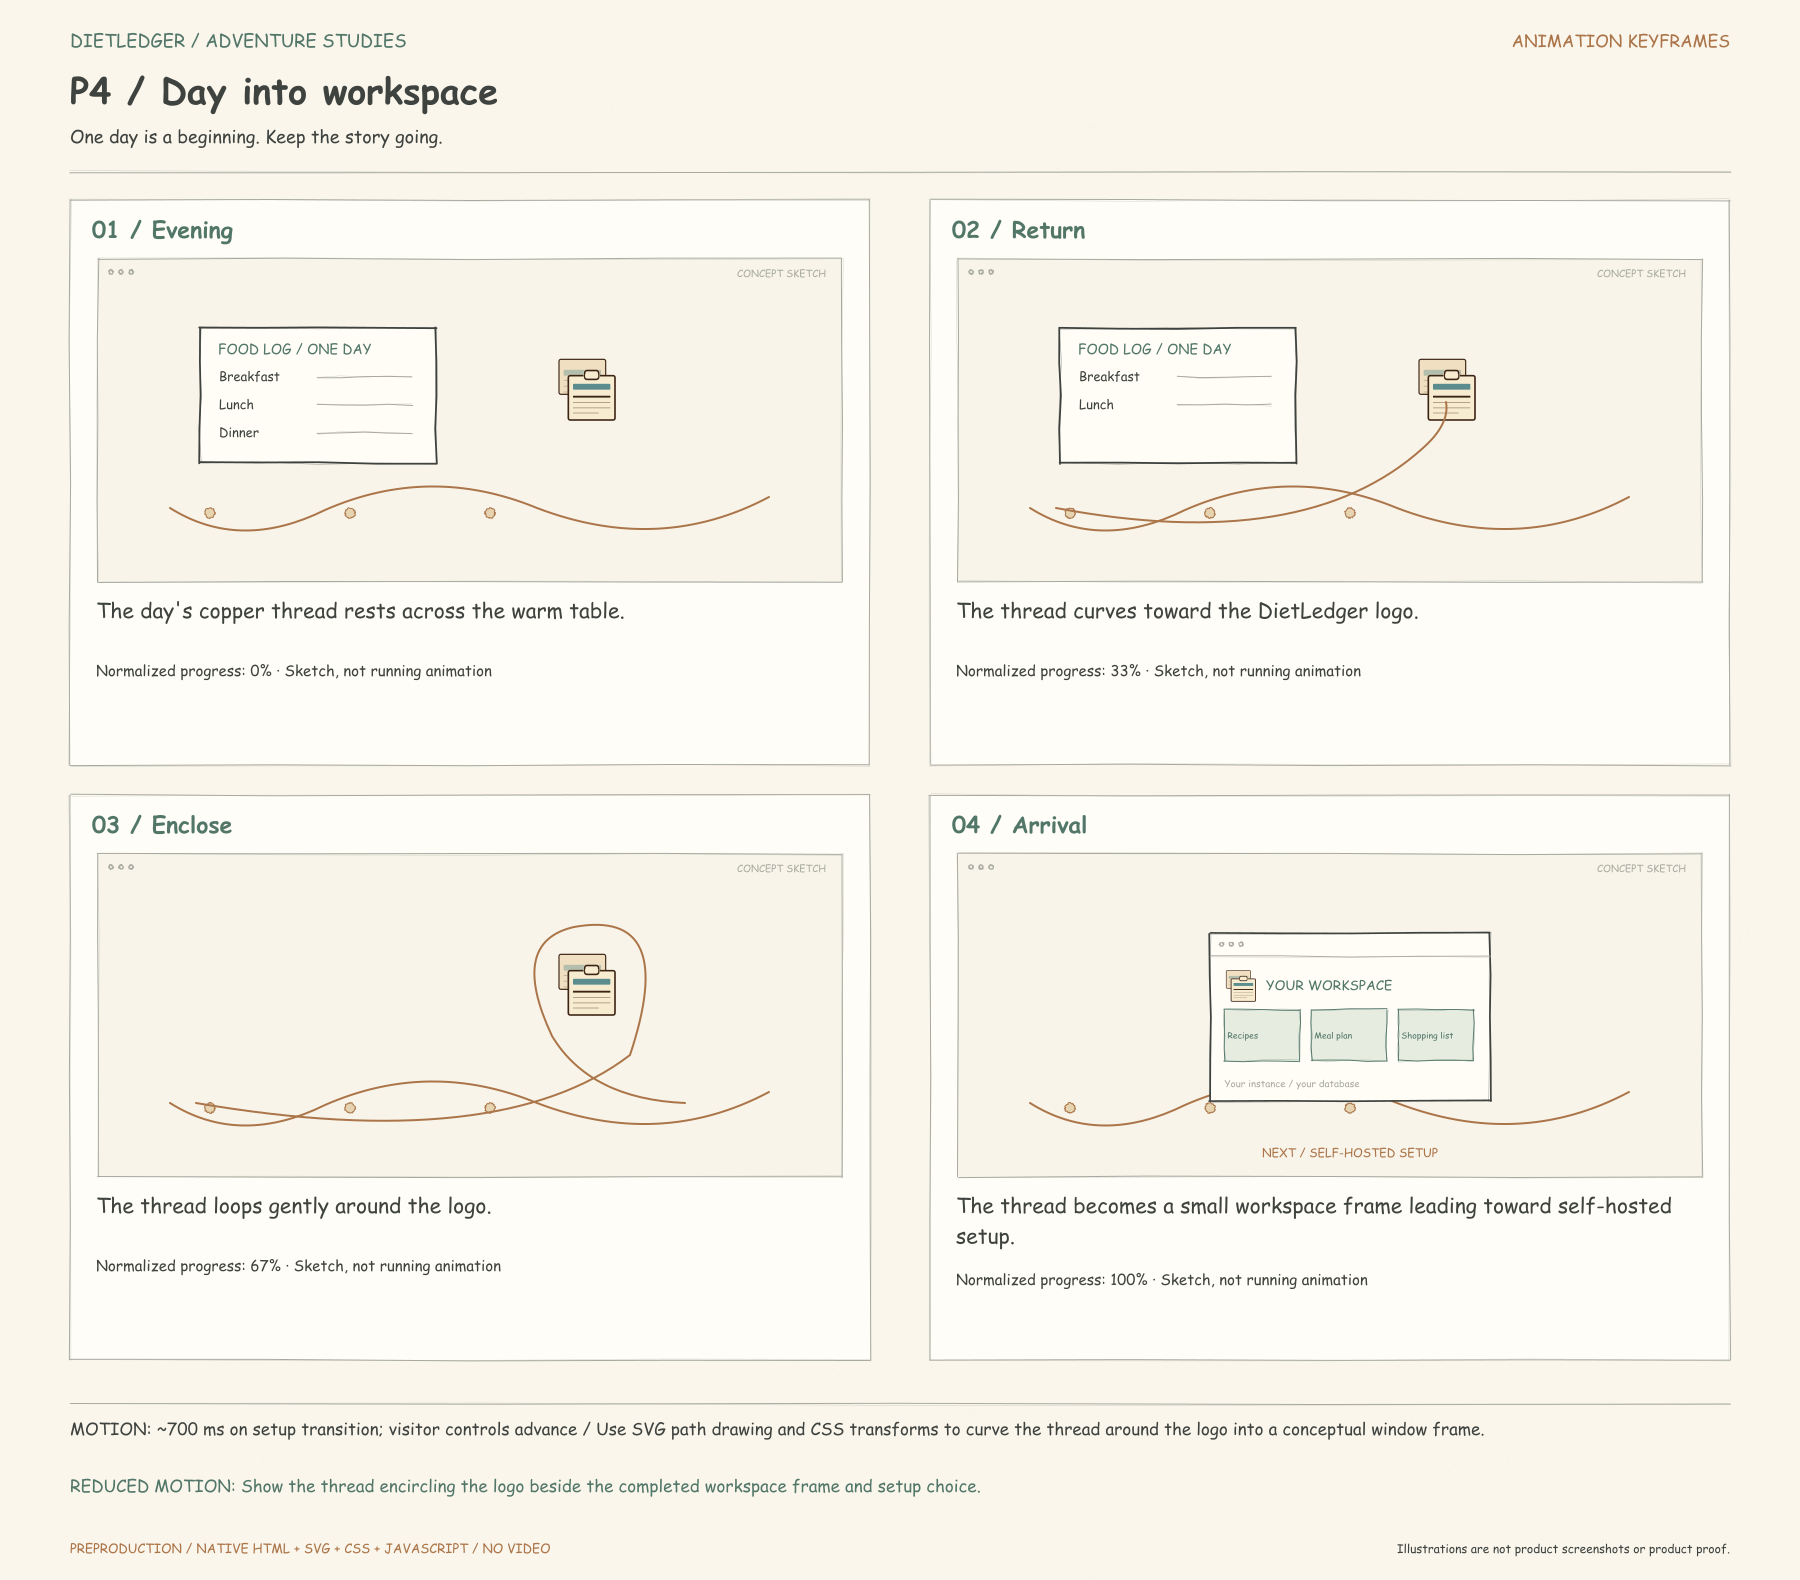 DIETLEDGER / ADVENTURE STUDIES
ANIMATION KEYFRAMES
P4 / Day into workspace
One day is a beginning. Keep the story going.
01 / Evening
CONCEPT SKETCH
FOOD LOG / ONE DAY
Breakfast
Lunch
Dinner
The day's copper thread rests across the warm table.
Normalized progress: 0% · Sketch, not running animation
02 / Return
CONCEPT SKETCH
FOOD LOG / ONE DAY
Breakfast
Lunch
The thread curves toward the DietLedger logo.
Normalized progress: 33% · Sketch, not running animation
03 / Enclose
CONCEPT SKETCH
The thread loops gently around the logo.
Normalized progress: 67% · Sketch, not running animation
04 / Arrival
CONCEPT SKETCH
YOUR WORKSPACE
Recipes
Meal plan
Shopping list
Your instance / your database
NEXT / SELF-HOSTED SETUP
The thread becomes a small workspace frame leading toward self-hosted
setup.
Normalized progress: 100% · Sketch, not running animation
MOTION: ~700 ms on setup transition; visitor controls advance / Use SVG path drawing and CSS transforms to curve the thread around the logo into a conceptual window frame.
REDUCED MOTION: Show the thread encircling the logo beside the completed workspace frame and setup choice.
PREPRODUCTION / NATIVE HTML + SVG + CSS + JAVASCRIPT / NO VIDEO
Illustrations are not product screenshots or product proof.